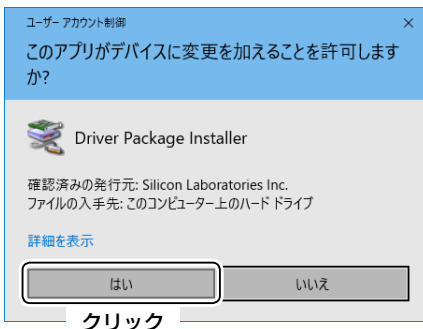 ユーザー アカウント制御
×
このアプリがデバイスに変更を加えることを許可します
か?
Driver Package Installer
確認済みの発行元: Silicon Laboratories Inc.
ファイルの入手先: このコンピューター上のハード ドライブ
詳細を表示
はい
いいえ
クリック